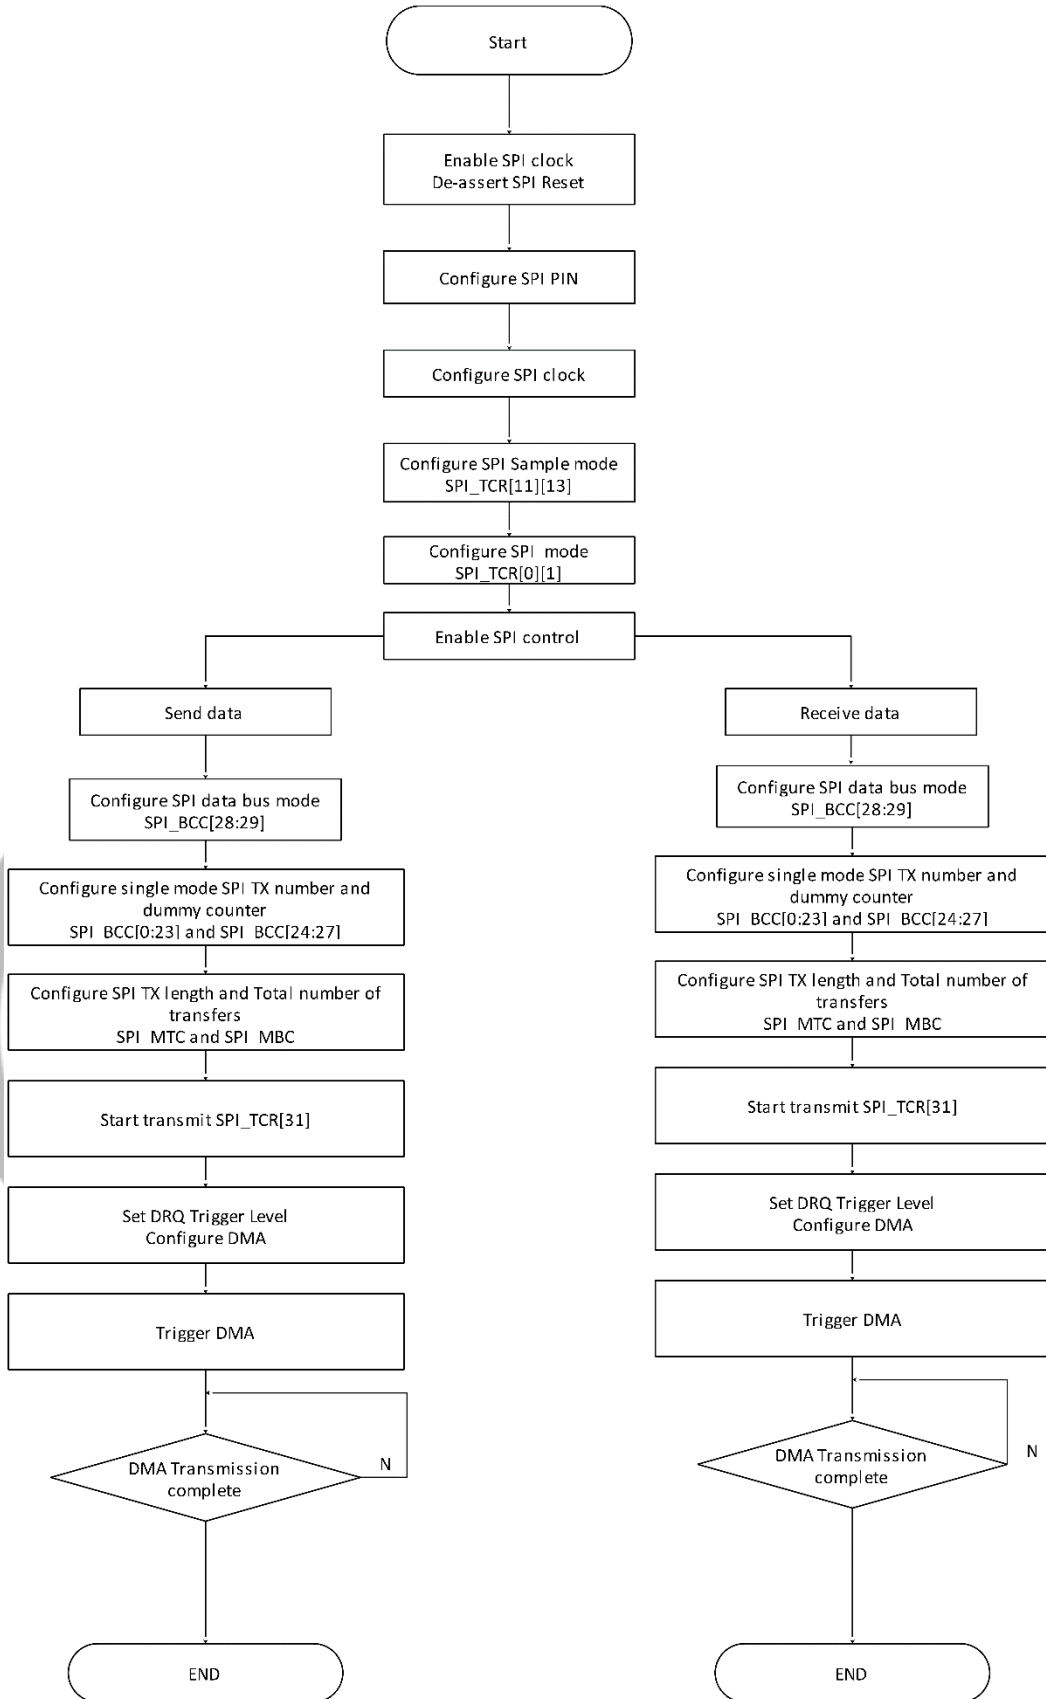 Start
Enable SPI clock
De-assert SPI Reset
Configure SPI PIN
Configure SPI clock
Configure SPI Sample mode
SPI_TCR[11][13]
Configure SPI mode
SPI_TCR[0][1]
Enable SPI control
Send data
Configure SPI data bus mode
SPI_BCC[28:29]
Configure single mode SPI TX number and
dummy counter
SPI_BCC[0:23] and SPI_BCC[24:27]
Configure SPI TX length and Total number of
transfers
SPI_MTC and SPI_MBC
Start transmit SPI_TCR[31]
Set DRQ Trigger Level
Configure DMA
Trigger DMA
DMA Transmission
complete
N
END
Receive data
Configure SPI data bus mode
SPI_BCC[28:29]
Configure single mode SPI TX number and
dummy counter
SPI_BCC[0:23] and SPI_BCC[24:27]
Configure SPI TX length and Total number of
transfers
SPI_MTC and SPI_MBC
Start transmit SPI_TCR[31]
Set DRQ Trigger Level
Configure DMA
Trigger DMA
DMA Transmission
complete
N
END